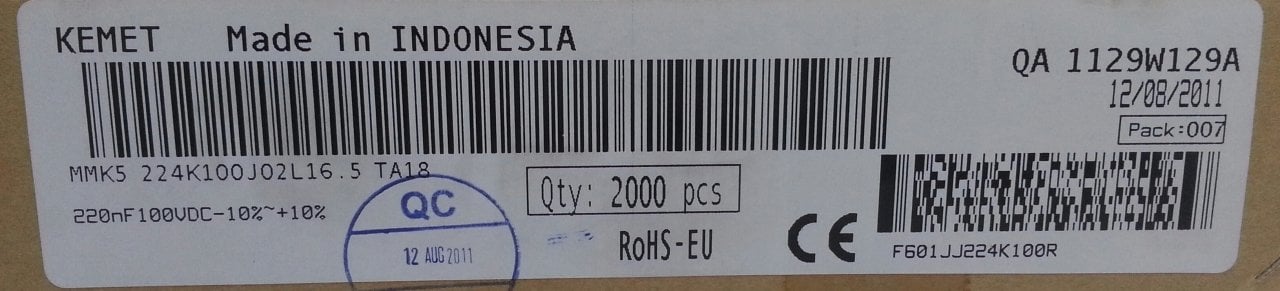 KEMET Made in INDONESIA
QA 1129W129A
12/08/2011
Pack:007
MMK5 224K100J02L16.5 TA18
220nF100VDC-10%~+10%
QC
12 AUG 2011
Qty: 2000 pcs
RoHS-EU
CE
F601JJ224K100R